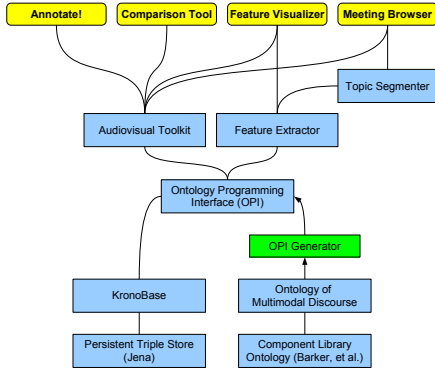 Annotate!
Comparison Tool
Feature Visualizer
Meeting Browser
Topic Segmenter
Audiovisual Toolkit
Feature Extractor
Ontology Programming
Interface (OPI)
OPI Generator
KronoBase
Ontology of
Multimodal Discourse
Persistent Triple Store
(Jena)
Component Library
Ontology (Barker, et al.)